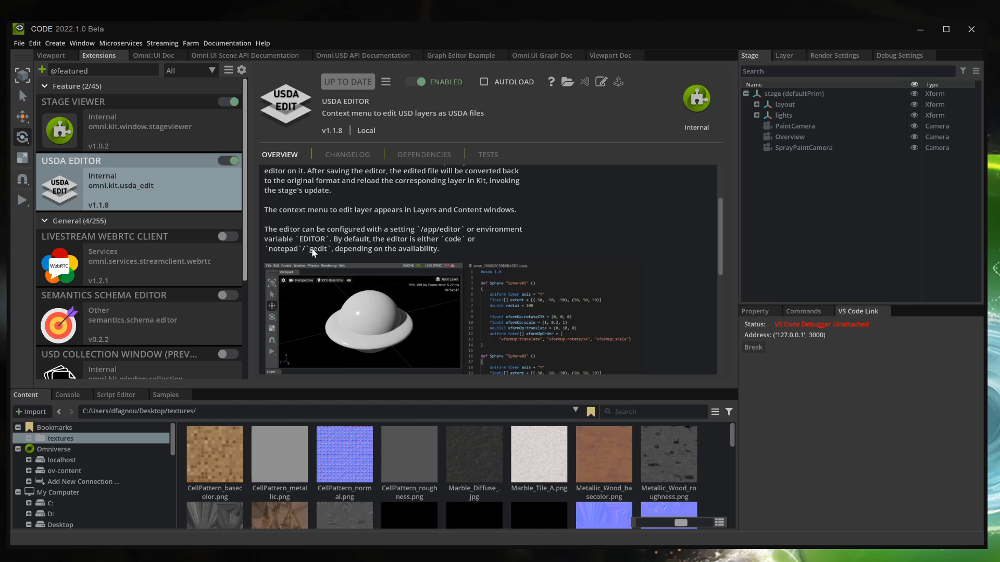 CODE 2022.1.0 Beta
File Edit Create Window Microservices Streaming Farm Documentation Help
Viewport Extensions Omni::UI Doc Omni.UI Scene API Documentation Omni.USD API Documentation Graph Editor Example Omni.UI Graph Doc Viewport Doc
@featured All
Feature (2/45)
STAGE VIEWER
Internal
omni.kit.window.stageviewer
v1.0.2
USDA EDITOR
USDA
EDIT
Internal
omni.kit.usda_edit
v1.1.8
General (4/255)
LIVESTREAM WEBRTC CLIENT
WebRTC
Services
omni.services.streamclient.webrtc
v1.2.1
SEMANTICS SCHEMA EDITOR
Other
semantics.schema.editor
v0.2.2
USD COLLECTION WINDOW (PREV...
Internal
omni.kit.window.collection
USDA
EDIT
UP TO DATE ENABLED AUTOLOAD ?
USDA EDITOR
Context menu to edit USD layers as USDA files
v1.1.8 | Local
Internal
OVERVIEW CHANGELOG DEPENDENCIES TESTS
editor on it. After saving the editor, the edited file will be converted back
to the original format and reload the corresponding layer in Kit, invoking
the stage's update.
The context menu to edit layer appears in Layers and Content windows.
The editor can be configured with a setting `/app/editor` or environment
variable `EDITOR`. By default, the editor is either `code` or
`notepad`/`gedit`, depending on the availability.
File Edit Create Window Physics Rendering Help CACHE: ON LIVE SYNC: OFF
Viewport
Perspective RTX Real-time Root Layer
FPS: 189.84, Frame time: 5.27 ms
1075x547
Y
Z X
Layer
anon_000002C59B9BA9D0.usda
1 #usda 1.0
2
3 def Sphere "Sphere01" ()
4 {
5 uniform token axis = "Y"
6 float3[] extent = [(-50, -50, -50), (50, 50, 50)]
7 double radius = 100
8
9 float3 xformOp:rotateZYX = (0, 0, 0)
10 float3 xformOp:scale = (1, 0.2, 1)
11 double3 xformOp:translate = (0, 10, 0)
12 uniform token[] xformOpOrder = [
13 "xformOp:translate", "xformOp:rotateZYX", "xformOp:scale"]
14 }
15
16 def Sphere "Sphere02" ()
17 {
18 uniform token axis = "Y"
19 float3[] extent = [(-50, -50, -50), (50, 50, 50)]
Stage Layer Render Settings Debug Settings
Search
Name Type
stage (defaultPrim) Xform
layout Xform
lights Xform
PaintCamera Camera
Overview Camera
SprayPaintCamera Camera
Property Commands VS Code Link
Status: VS Code Debugger Unattached
Address: ('127.0.0.1', 3000)
Break
Content Console Script Editor Samples
Import C:/Users/dfagnou/Desktop/textures/ Search
Bookmarks
textures
Omniverse
localhost
ov-content
Add New Connection ...
My Computer
C:
D:
Desktop
CellPattern_basec
olor.png
CellPattern_metal
lic.png
CellPattern_norm
al.png
CellPattern_rough
ness.png
Marble_Diffuse_.
jpg
Marble_Tile_A.png
Metallic_Wood_ba
secolor.png
Metallic_Wood_ro
ughness.png